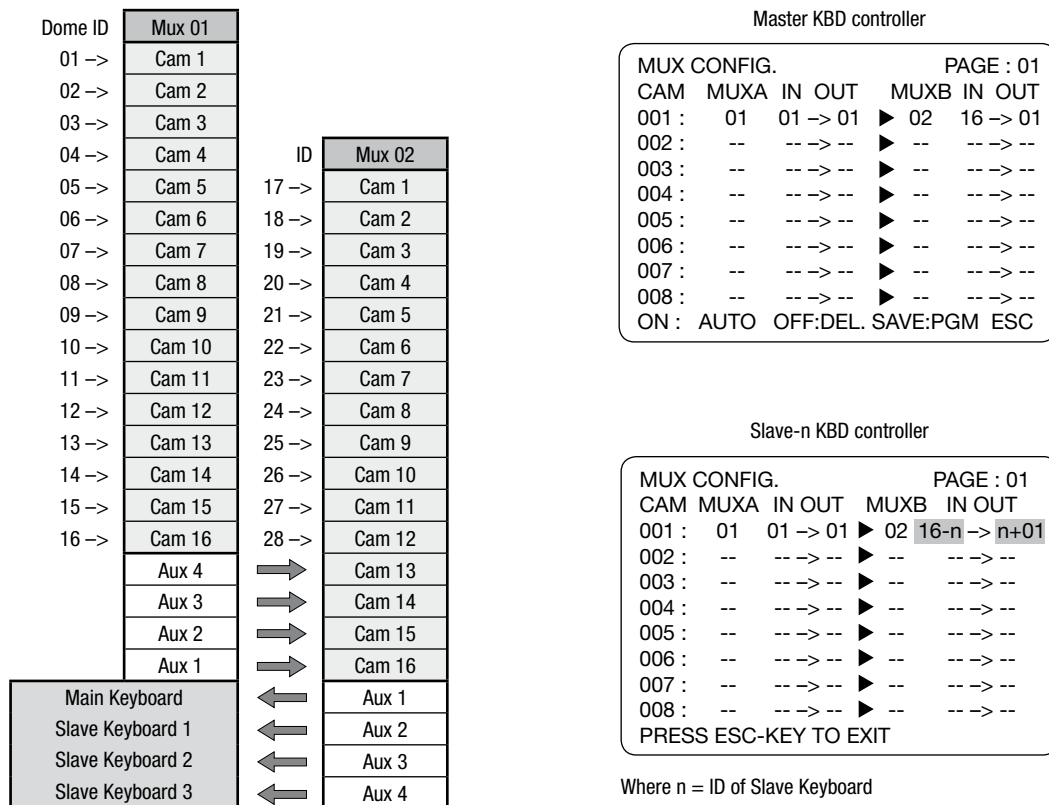 Dome ID Mux 01
01 –> Cam 1
02 –> Cam 2
03 –> Cam 3
04 –> Cam 4
05 –> Cam 5
06 –> Cam 6
07 –> Cam 7
08 –> Cam 8
09 –> Cam 9
10 –> Cam 10
11 –> Cam 11
12 –> Cam 12
13 –> Cam 13
14 –> Cam 14
15 –> Cam 15
16 –> Cam 16
Aux 4
Aux 3
Aux 2
Aux 1
Main Keyboard
Slave Keyboard 1
Slave Keyboard 2
Slave Keyboard 3
ID Mux 02
17 –> Cam 1
18 –> Cam 2
19 –> Cam 3
20 –> Cam 4
21 –> Cam 5
22 –> Cam 6
23 –> Cam 7
24 –> Cam 8
25 –> Cam 9
26 –> Cam 10
27 –> Cam 11
28 –> Cam 12
Cam 13
Cam 14
Cam 15
Cam 16
Aux 1
Aux 2
Aux 3
Aux 4
Master KBD controller
MUX CONFIG. PAGE : 01
CAM MUXA IN OUT MUXB IN OUT
001 : 01 01 –> 01 ▶ 02 16 –> 01
002 : -- -- –> -- ▶ -- -- –> --
003 : -- -- –> -- ▶ -- -- –> --
004 : -- -- –> -- ▶ -- -- –> --
005 : -- -- –> -- ▶ -- -- –> --
006 : -- -- –> -- ▶ -- -- –> --
007 : -- -- –> -- ▶ -- -- –> --
008 : -- -- –> -- ▶ -- -- –> --
ON : AUTO OFF:DEL. SAVE:PGM ESC
Slave-n KBD controller
MUX CONFIG. PAGE : 01
CAM MUXA IN OUT MUXB IN OUT
001 : 01 01 –> 01 ▶ 02 16-n –> n+01
002 : -- -- –> -- ▶ -- -- –> --
003 : -- -- –> -- ▶ -- -- –> --
004 : -- -- –> -- ▶ -- -- –> --
005 : -- -- –> -- ▶ -- -- –> --
006 : -- -- –> -- ▶ -- -- –> --
007 : -- -- –> -- ▶ -- -- –> --
008 : -- -- –> -- ▶ -- -- –> --
PRESS ESC-KEY TO EXIT
Where n = ID of Slave Keyboard